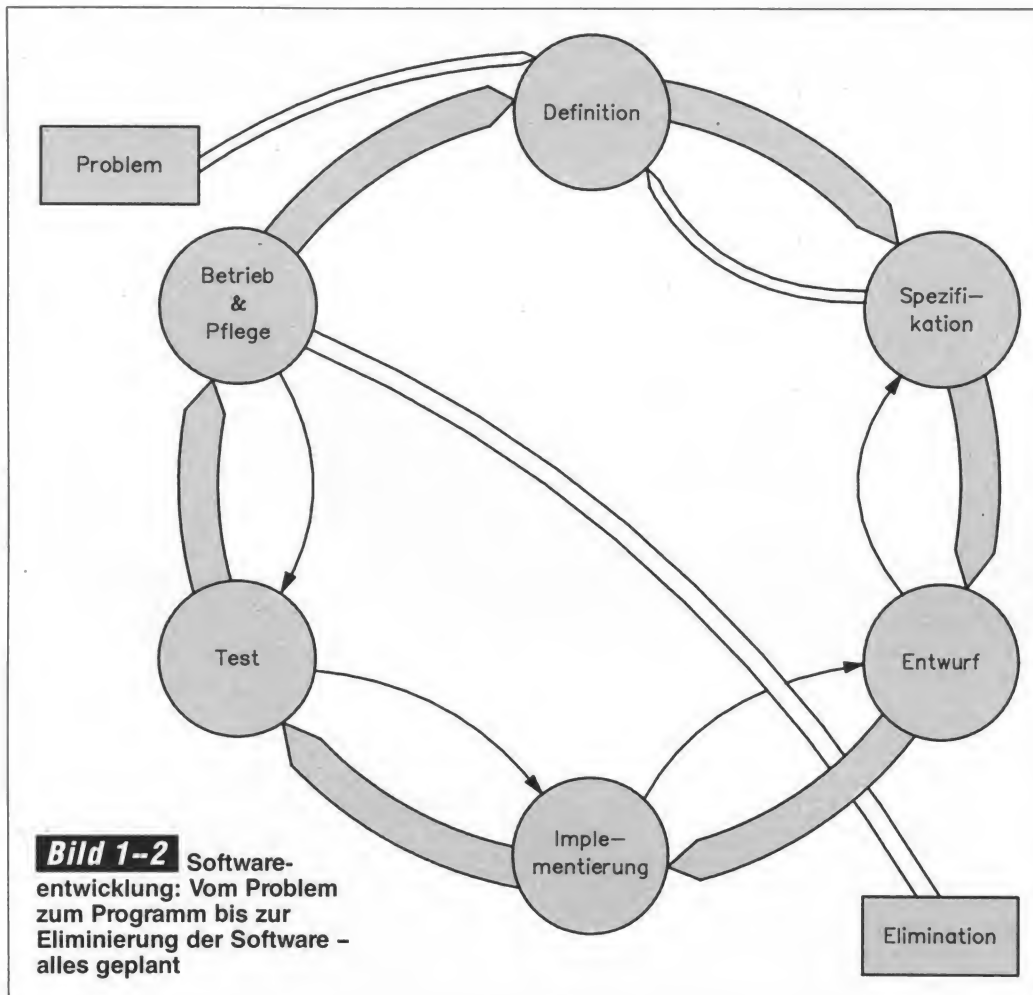 Definition
Problem
Betrieb
&
Pflege
Spezifi-
kation
Test
Entwurf
Imple-
mentierung
Elimination
Bild 1--2 Software-
entwicklung: Vom Problem
zum Programm bis zur
Eliminierung der Software –
alles geplant